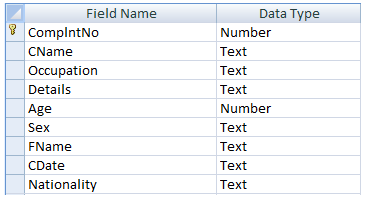 Field Name Data Type
ComplntNo Number
CName Text
Occupation Text
Details Text
Age Number
Sex Text
FName Text
CDate Text
Nationality Text